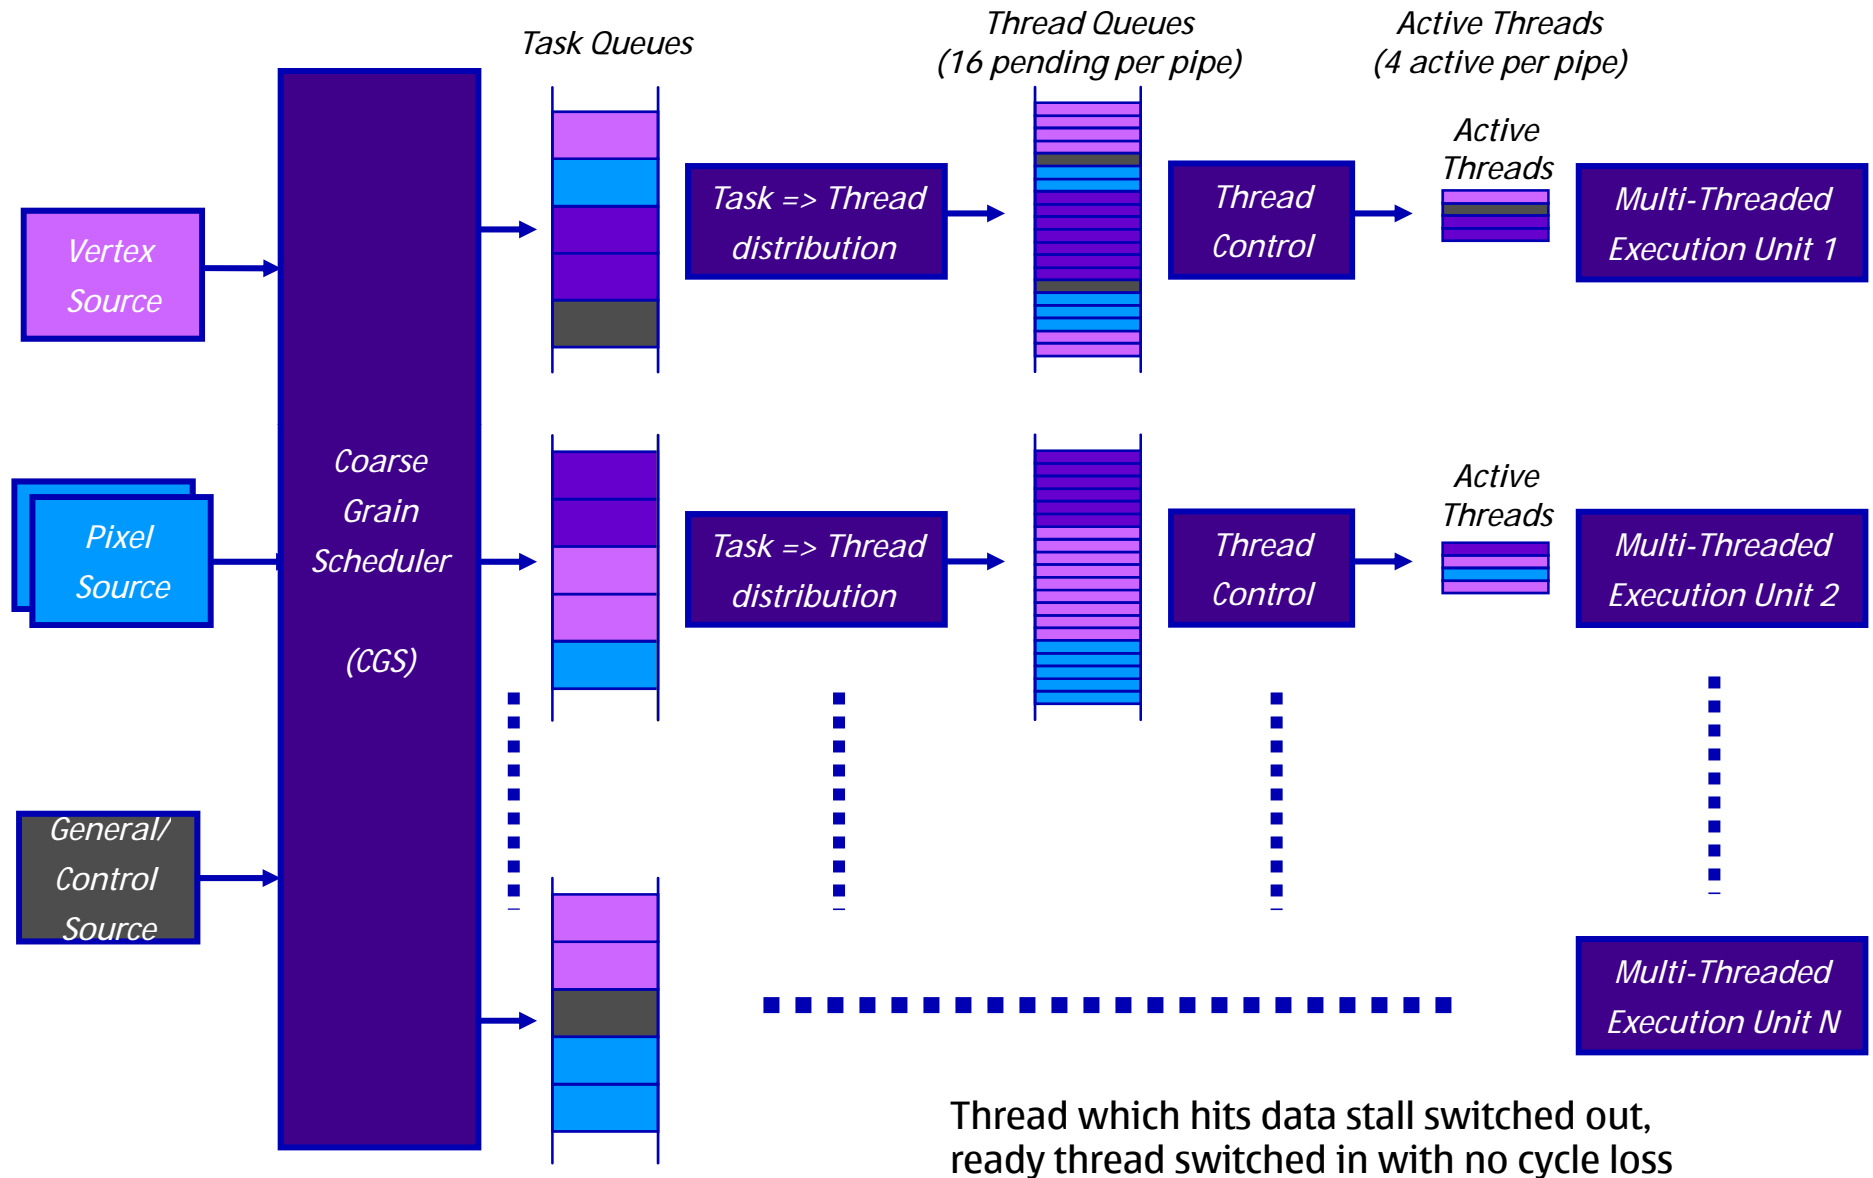 Task Queues
Thread Queues
(16 pending per pipe)
Active Threads
(4 active per pipe)
Vertex
Source
Pixel
Source
General/
Control
Source
Coarse
Grain
Scheduler
(CGS)
Task => Thread
distribution
Thread
Control
Active
Threads
Multi-Threaded
Execution Unit 1
Task => Thread
distribution
Thread
Control
Active
Threads
Multi-Threaded
Execution Unit 2
Multi-Threaded
Execution Unit N
Thread which hits data stall switched out,
ready thread switched in with no cycle loss